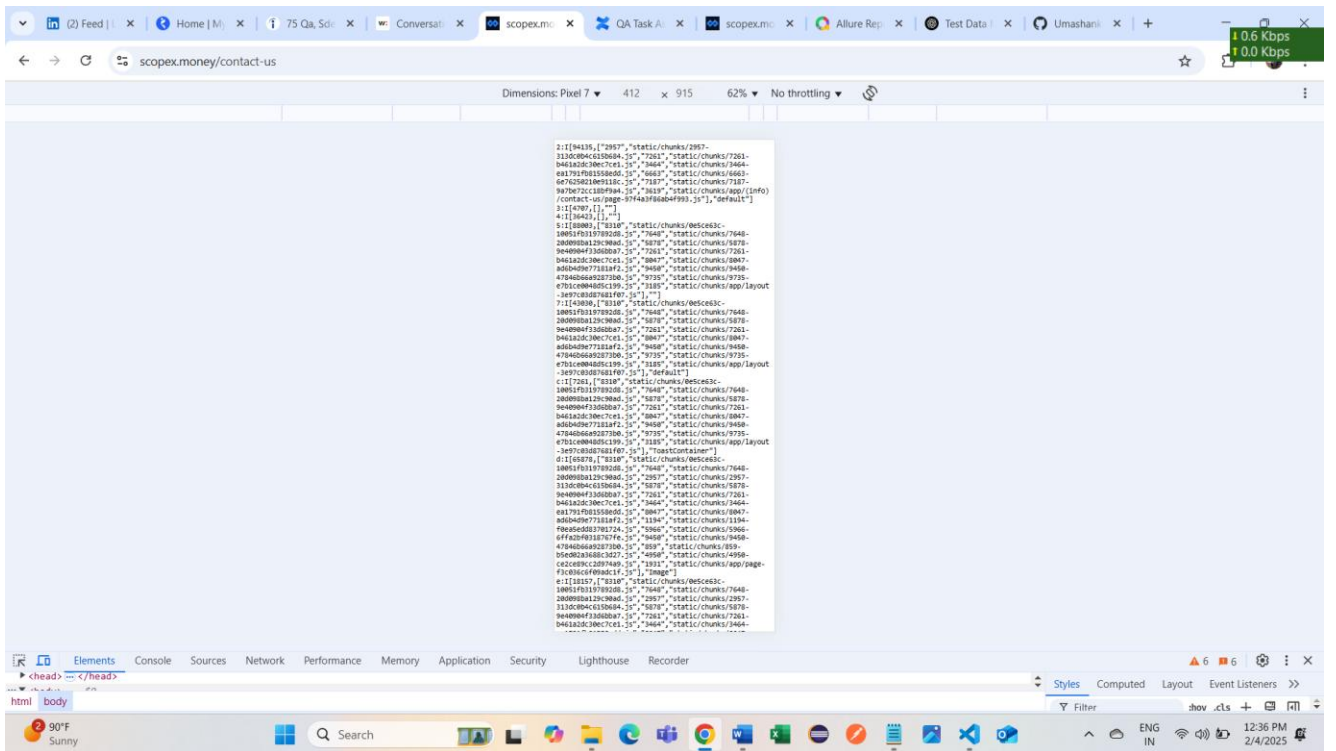 (2) Feed | L
Home | My
75 Qa, Sde
Conversati
scopex.mo
QA Task A
scopex.mo
Allure Rep
Test Data
Umashank
0.6 Kbps
0.0 Kbps
scopex.money/contact-us
Dimensions: Pixel 7 412 x 915 62% No throttling
2:I[94135,["2957","static/chunks/2957-
313dc0b4c615b684.js","7261","static/chunks/7261-
b461a2dc30ec7ce1.js","3464","static/chunks/3464-
ea1791fb81558edd.js","6663","static/chunks/6663-
6e76250210e9118c.js","7187","static/chunks/7187-
9a7be72cc18bf9a4.js","3619","static/chunks/app/(info)
/contact-us/page-97f4a3f86ab4f993.js"],"default"]
3:I[4707,[],""]
4:I[36423,[],""]
5:I[88003,["8310","static/chunks/0e5ce63c-
10051fb3197892d8.js","7648","static/chunks/7648-
20d098ba129c90ad.js","5878","static/chunks/5878-
9e40904f33d6bba7.js","7261","static/chunks/7261-
b461a2dc30ec7ce1.js","8047","static/chunks/8047-
ad6b4d9e77181af2.js","9450","static/chunks/9450-
47846b66a92873b0.js","9735","static/chunks/9735-
e7b1ce0048d5c199.js","3185","static/chunks/app/layout
-3e97c03d87681f07.js"],""]
7:I[43030,["8310","static/chunks/0e5ce63c-
10051fb3197892d8.js","7648","static/chunks/7648-
20d098ba129c90ad.js","5878","static/chunks/5878-
9e40904f33d6bba7.js","7261","static/chunks/7261-
b461a2dc30ec7ce1.js","8047","static/chunks/8047-
ad6b4d9e77181af2.js","9450","static/chunks/9450-
47846b66a92873b0.js","9735","static/chunks/9735-
e7b1ce0048d5c199.js","3185","static/chunks/app/layout
-3e97c03d87681f07.js"],"default"]
c:I[7261,["8310","static/chunks/0e5ce63c-
10051fb3197892d8.js","7648","static/chunks/7648-
20d098ba129c90ad.js","5878","static/chunks/5878-
9e40904f33d6bba7.js","7261","static/chunks/7261-
b461a2dc30ec7ce1.js","8047","static/chunks/8047-
ad6b4d9e77181af2.js","9450","static/chunks/9450-
47846b66a92873b0.js","9735","static/chunks/9735-
e7b1ce0048d5c199.js","3185","static/chunks/app/layout
-3e97c03d87681f07.js"],"ToastContainer"]
d:I[65878,["8310","static/chunks/0e5ce63c-
10051fb3197892d8.js","7648","static/chunks/7648-
20d098ba129c90ad.js","2957","static/chunks/2957-
313dc0b4c615b684.js","5878","static/chunks/5878-
9e40904f33d6bba7.js","7261","static/chunks/7261-
b461a2dc30ec7ce1.js","3464","static/chunks/3464-
ea1791fb81558edd.js","8047","static/chunks/8047-
ad6b4d9e77181af2.js","1194","static/chunks/1194-
f0ea5edd83701724.js","5966","static/chunks/5966-
6ffa2bf0318767fe.js","9450","static/chunks/9450-
47846b66a92873b0.js","859","static/chunks/859-
b5ed02a3688c3d27.js","4950","static/chunks/4950-
ce2ce89cc2d974a9.js","1931","static/chunks/app/page-
f3c036c6f09adc1f.js"],"Image"]
e:I[18157,["8310","static/chunks/0e5ce63c-
10051fb3197892d8.js","7648","static/chunks/7648-
20d098ba129c90ad.js","2957","static/chunks/2957-
313dc0b4c615b684.js","5878","static/chunks/5878-
9e40904f33d6bba7.js","7261","static/chunks/7261-
b461a2dc30ec7ce1.js","3464","static/chunks/3464-
Elements Console Sources Network Performance Memory Application Security Lighthouse Recorder 6 6
<head> ... </head>
html body
Styles Computed Layout Event Listeners
Filter :hov .cls
2
90°F
Sunny
Search
ENG
IN
12:36 PM
2/4/2025